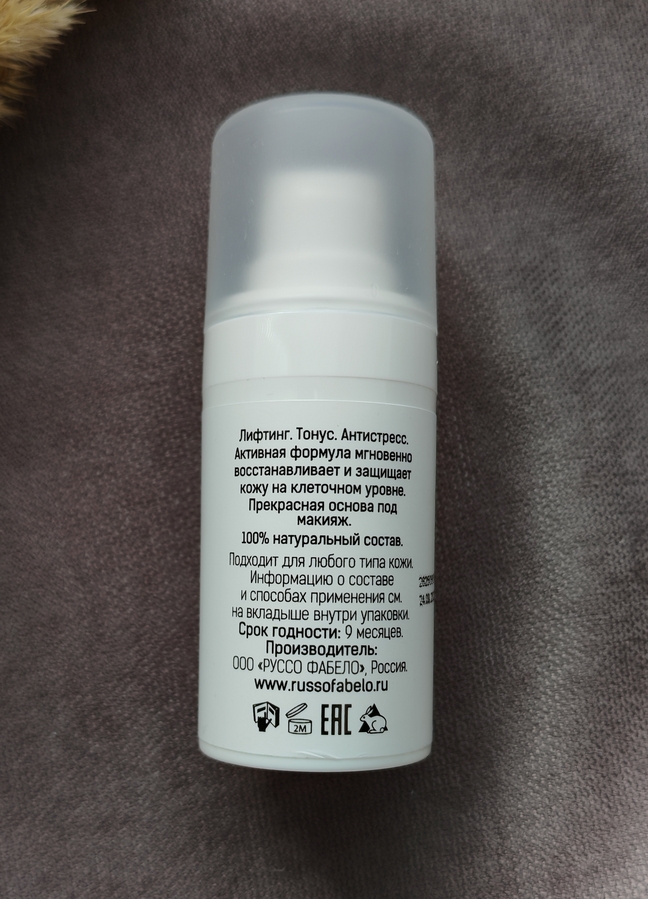 Лифтинг. Тонус. Антистресс.
Активная формула мгновенно
восстанавливает и защищает
кожу на клеточном уровне.
Прекрасная основа под
макияж.
100% натуральный состав.
Подходит для любого типа кожи.
Информацию о составе
и способах применения см.
на вкладыше внутри упаковки.
Срок годности: 9 месяцев.
Производитель:
ООО «РУССО ФАБЕЛО», Россия.
www.russofabelo.ru
2М EAC